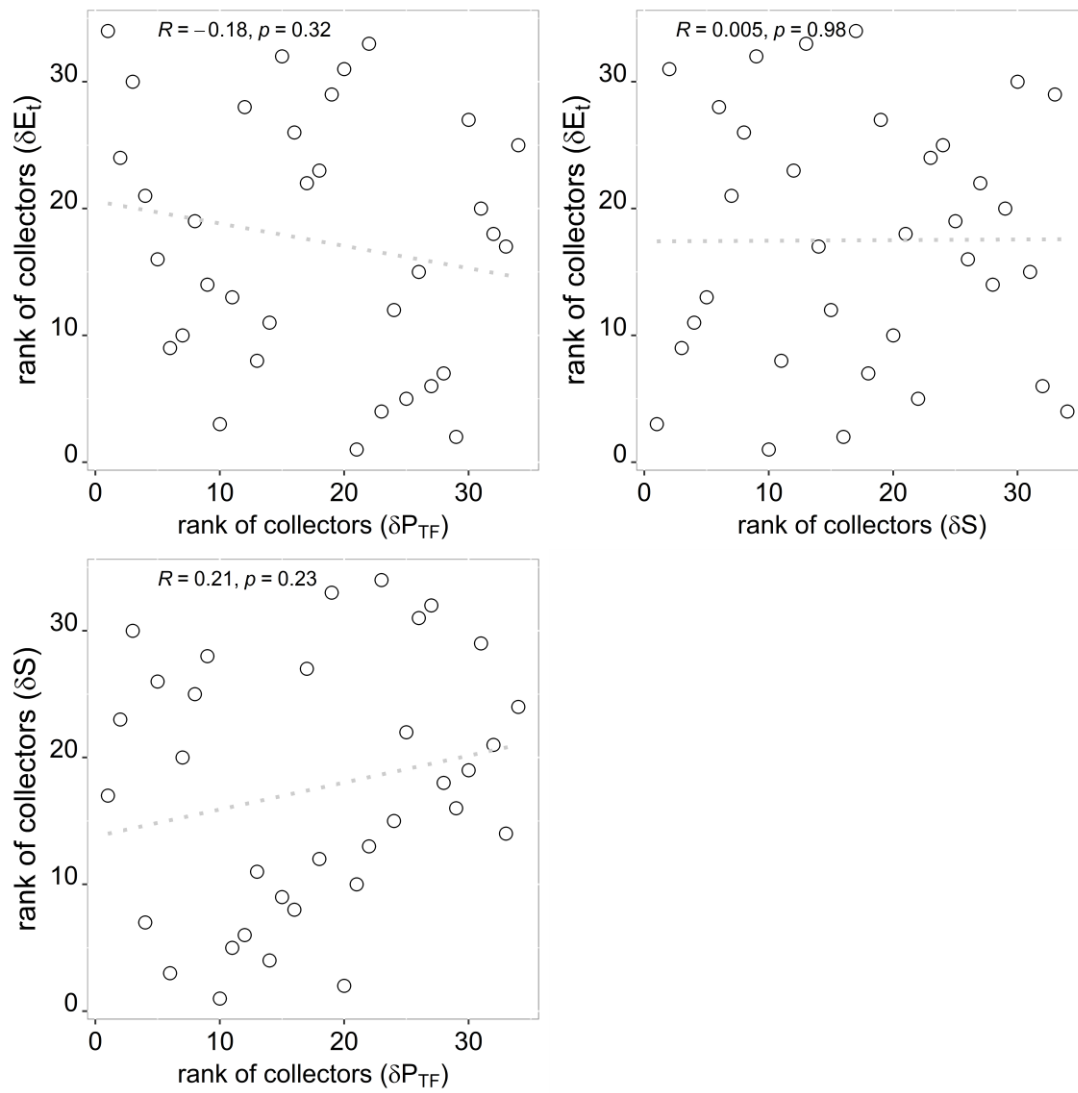 R = −0.18, p = 0.32
30
20
10
0
rank of collectors (δEt)
0 10 20 30
rank of collectors (δPTF)
R = 0.005, p = 0.98
30
20
10
0
rank of collectors (δEt)
0 10 20 30
rank of collectors (δS)
R = 0.21, p = 0.23
30
20
10
0
rank of collectors (δS)
0 10 20 30
rank of collectors (δPTF)